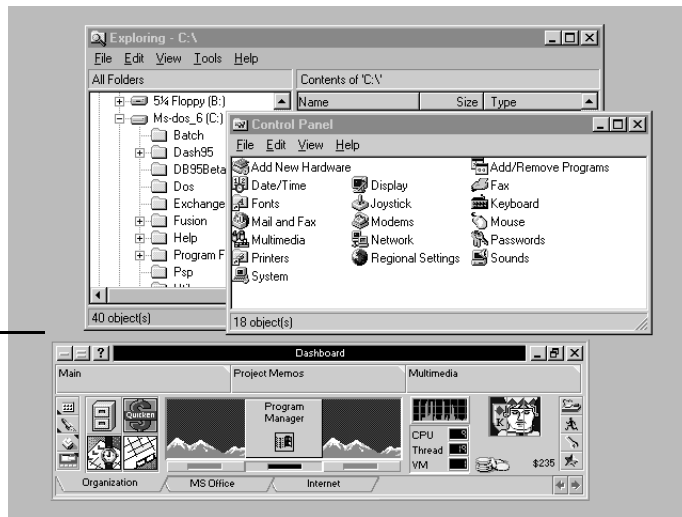 Exploring - C:\
File Edit View Tools Help
All Folders Contents of 'C:\'
Name Size Type
5¼ Floppy (B:)
Ms-dos_6 (C:)
Batch
Dash95
DB95Beta
Dos
Exchange
Fusion
Help
Program F
Psp
40 object(s)
Control Panel
File Edit View Help
Add New Hardware Add/Remove Programs
Date/Time Display Fax
Fonts Joystick Keyboard
Mail and Fax Modems Mouse
Multimedia Network Passwords
Printers Regional Settings Sounds
System
18 object(s)
? Dashboard
Main Project Memos Multimedia
Quicken
Program
Manager
K
CPU
Thread
VM
$235
Organization MS Office Internet